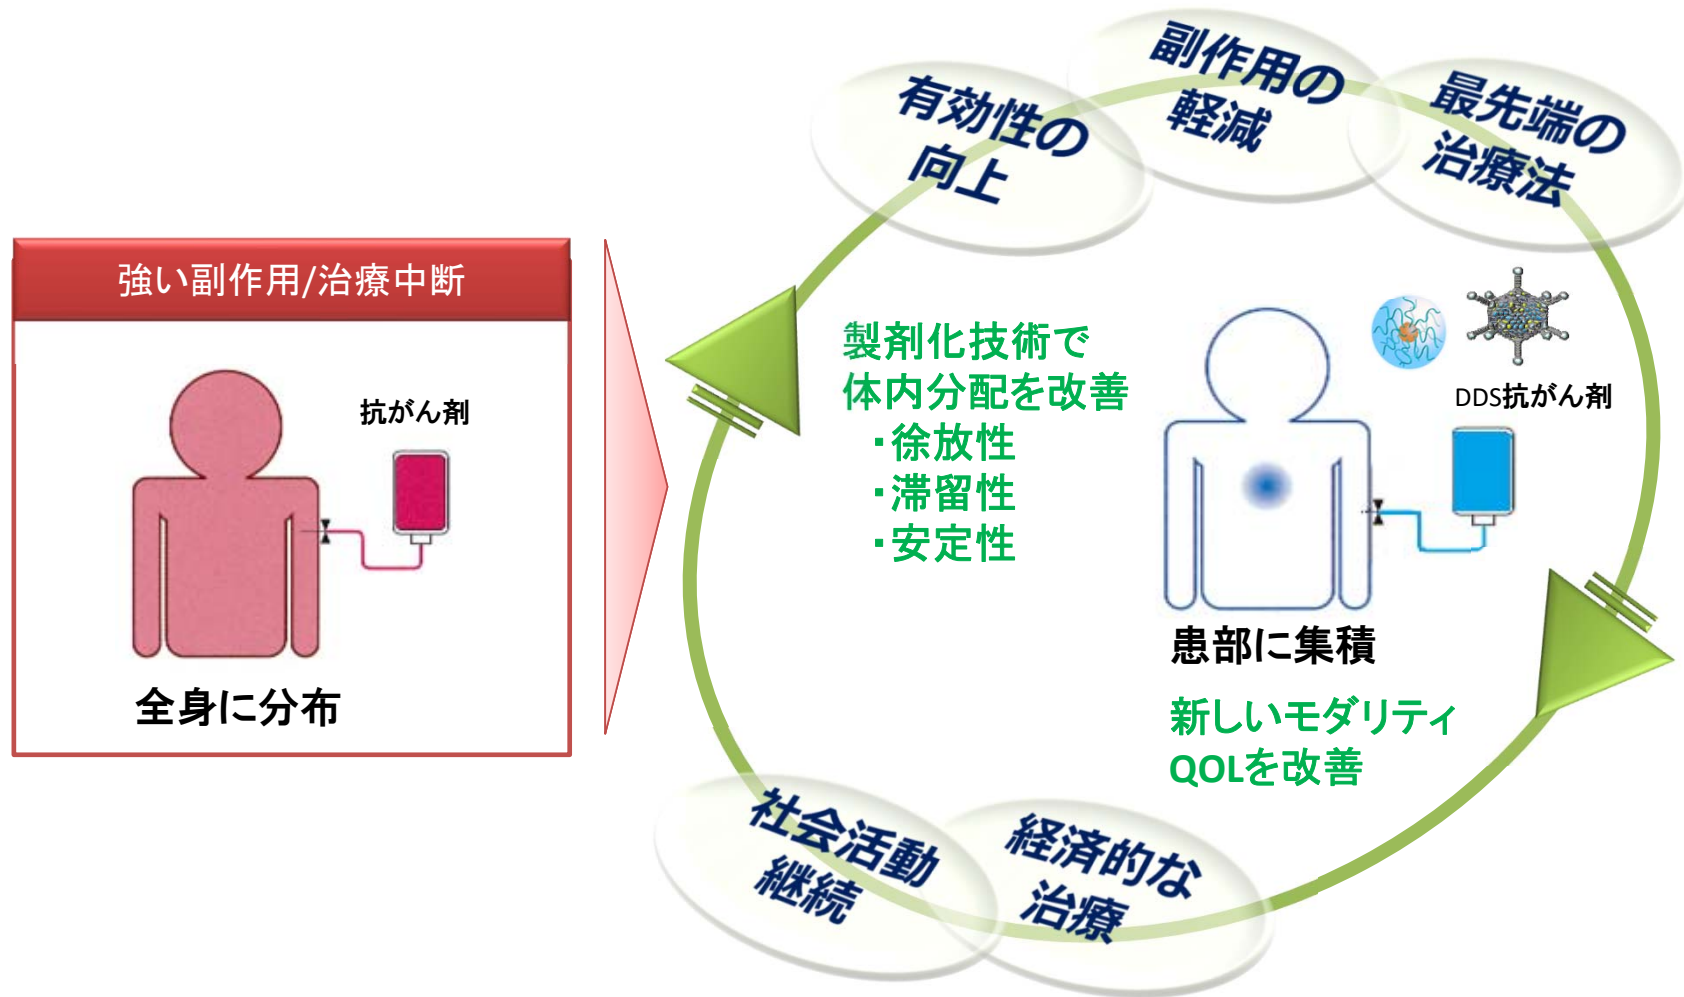 強い副作用/治療中断
抗がん剤
全身に分布
有効性の
向上
副作用の
軽減
最先端の
治療法
製剤化技術で
体内分配を改善
・徐放性
・滞留性
・安定性
DDS抗がん剤
患部に集積
新しいモダリティ
QOLを改善
社会活動
継続
経済的な
治療